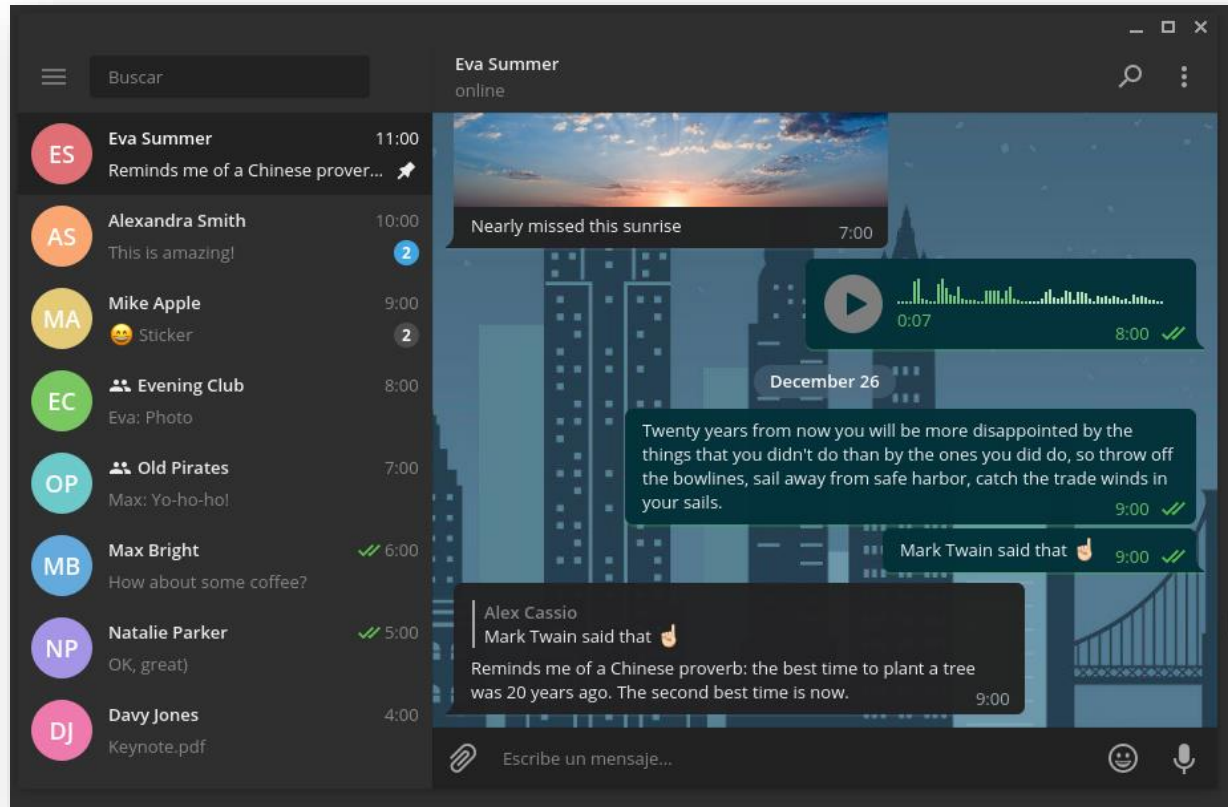 Buscar
ES
Eva Summer
11:00
Reminds me of a Chinese prover...
AS
Alexandra Smith
10:00
This is amazing!
2
MA
Mike Apple
9:00
😄 Sticker
2
EC
Evening Club
8:00
Eva: Photo
OP
Old Pirates
7:00
Max: Yo-ho-ho!
MB
Max Bright
6:00
How about some coffee?
NP
Natalie Parker
5:00
OK, great)
DJ
Davy Jones
4:00
Keynote.pdf
Eva Summer
online
Nearly missed this sunrise
7:00
0:07
8:00
December 26
Twenty years from now you will be more disappointed by the
things that you didn't do than by the ones you did do, so throw off
the bowlines, sail away from safe harbor, catch the trade winds in
your sails.
9:00
Mark Twain said that ☝🏻
9:00
Alex Cassio
Mark Twain said that ☝🏻
Reminds me of a Chinese proverb: the best time to plant a tree
was 20 years ago. The second best time is now.
9:00
Escribe un mensaje...